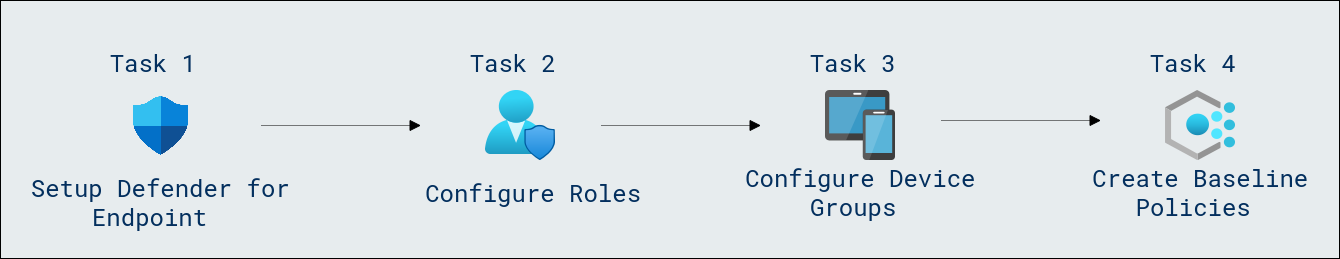 Task 1
Setup Defender for
Endpoint
Task 2
Configure Roles
Task 3
Configure Device
Groups
Task 4
Create Baseline
Policies